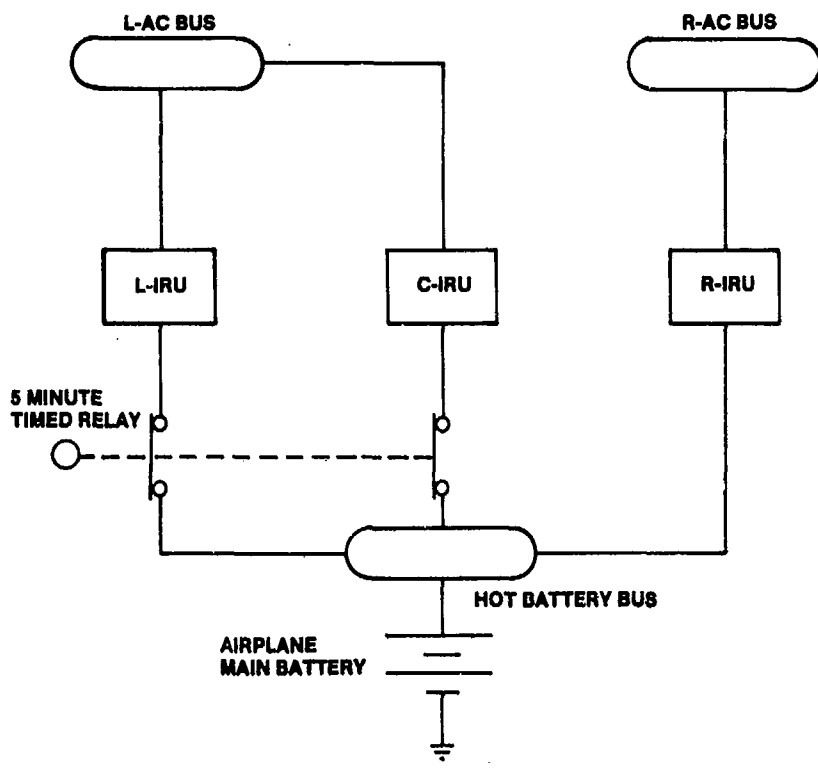 L-AC BUS
R-AC BUS
L-IRU
C-IRU
R-IRU
5 MINUTE
TIMED RELAY
HOT BATTERY BUS
AIRPLANE
MAIN BATTERY